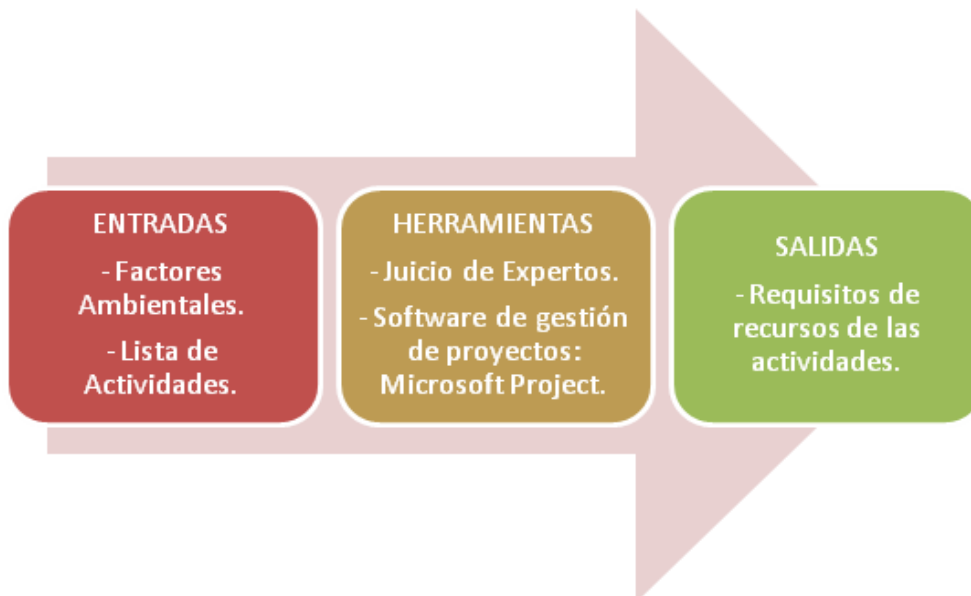 ENTRADAS
- Factores
Ambientales.
- Lista de
Actividades.
HERRAMIENTAS
- Juicio de Expertos.
- Software de gestión
de proyectos:
Microsoft Project.
SALIDAS
- Requisitos de
recursos de las
actividades.